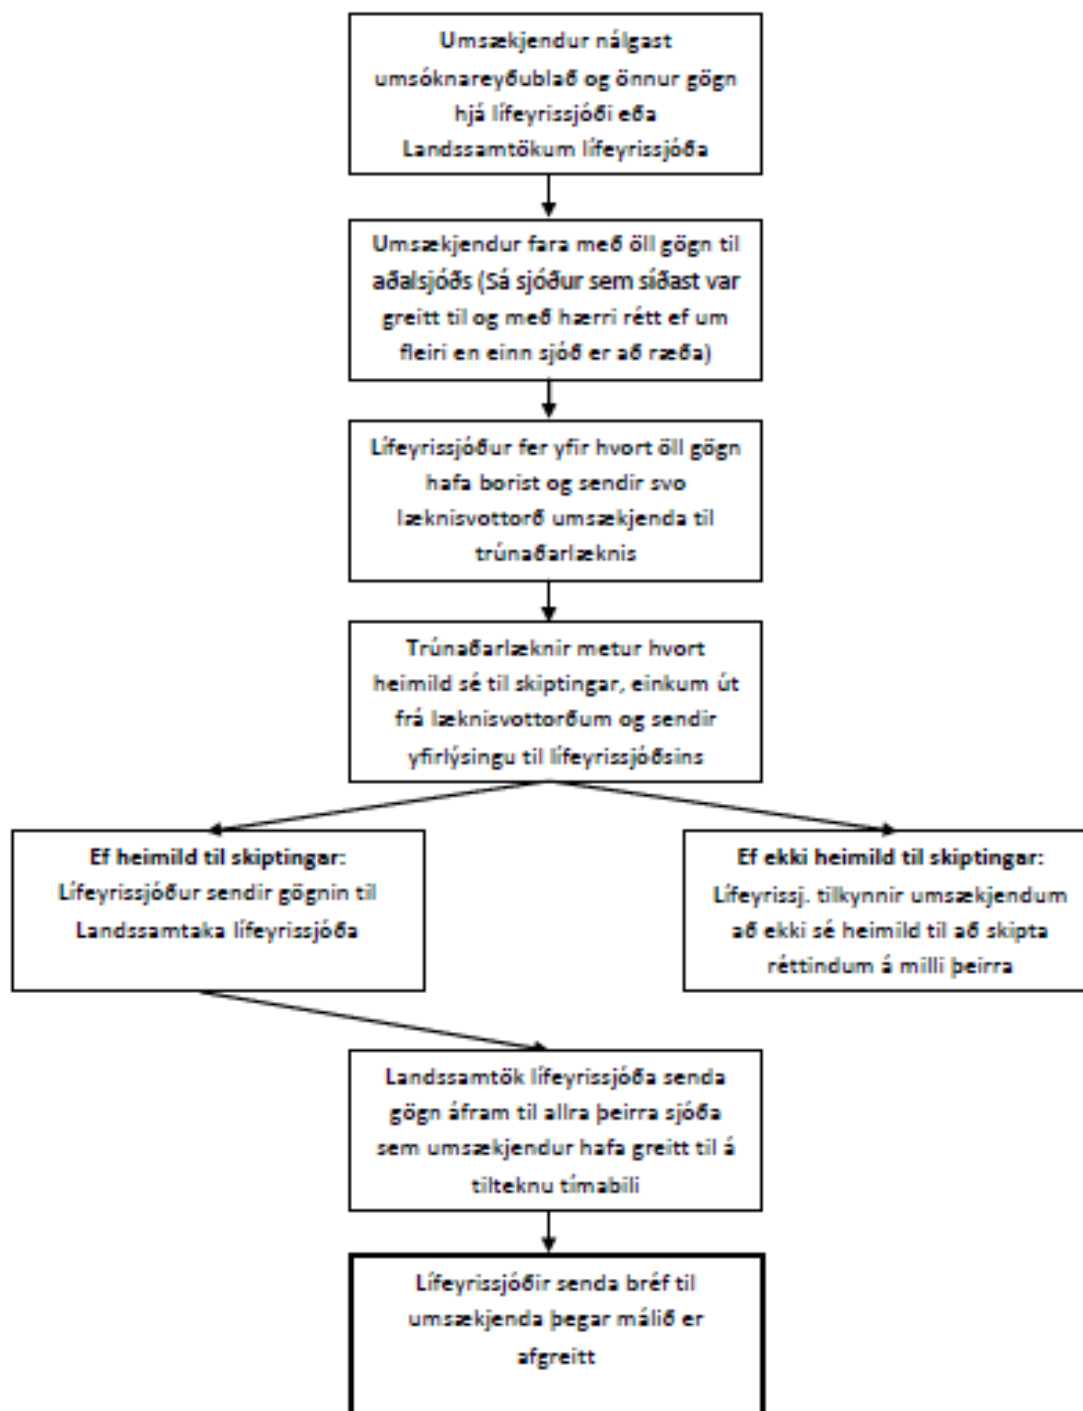 Umsækjendur nálgast
umsóknareyðublað og önnur gögn
hjá lífeyrissjóði eða
Landssamtökum lífeyrissjóða
Umsækjendur fara með öll gögn til
aðalsjóðs (Sá sjóður sem síðast var
greitt til og með hærri rétt ef um
fleiri en einn sjóð er að ræða)
Lífeyrissjóður fer yfir hvort öll gögn
hafa borist og sendir svo
læknisvottorð umsækjenda til
trúnaðarlæknis
Trúnaðarlæknir metur hvort
heimild sé til skiptingar, einkum út
frá læknisvottorðum og sendir
yfirlýsingu til lífeyrissjóðsins
Ef heimild til skiptingar:
Lífeyrissjóður sendir gögnin til
Landssamtaka lífeyrissjóða
Ef ekki heimild til skiptingar:
Lífeyrissj. tilkynnir umsækjendum
að ekki sé heimild til að skipta
réttindum á milli þeirra
Landssamtök lífeyrissjóða senda
gögn áfram til allra þeirra sjóða
sem umsækjendur hafa greitt til á
tilteknu tímabili
Lífeyrissjóðir senda bréf til
umsækjenda þegar málið er
afgreitt